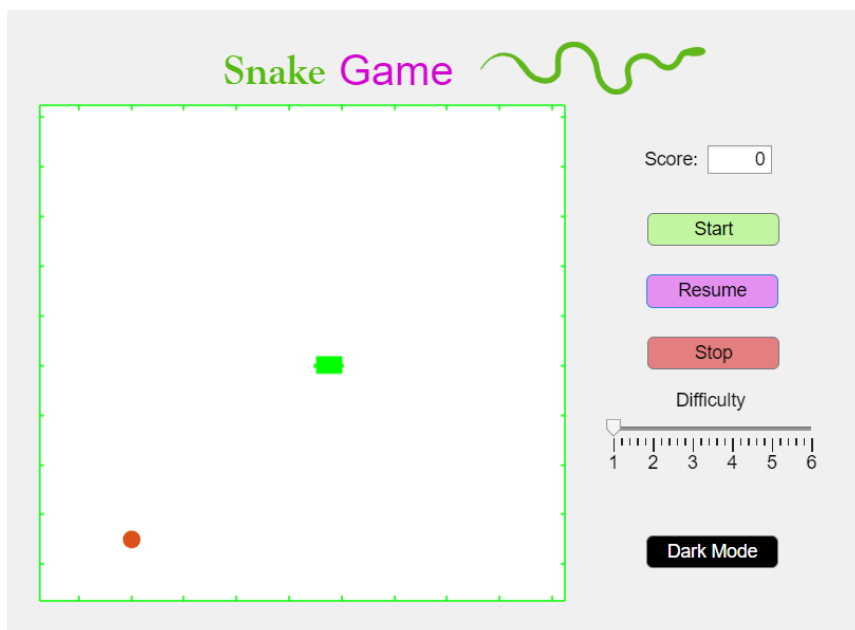 Snake Game
Score: 0
Start
Resume
Stop
Difficulty
1 2 3 4 5 6
Dark Mode